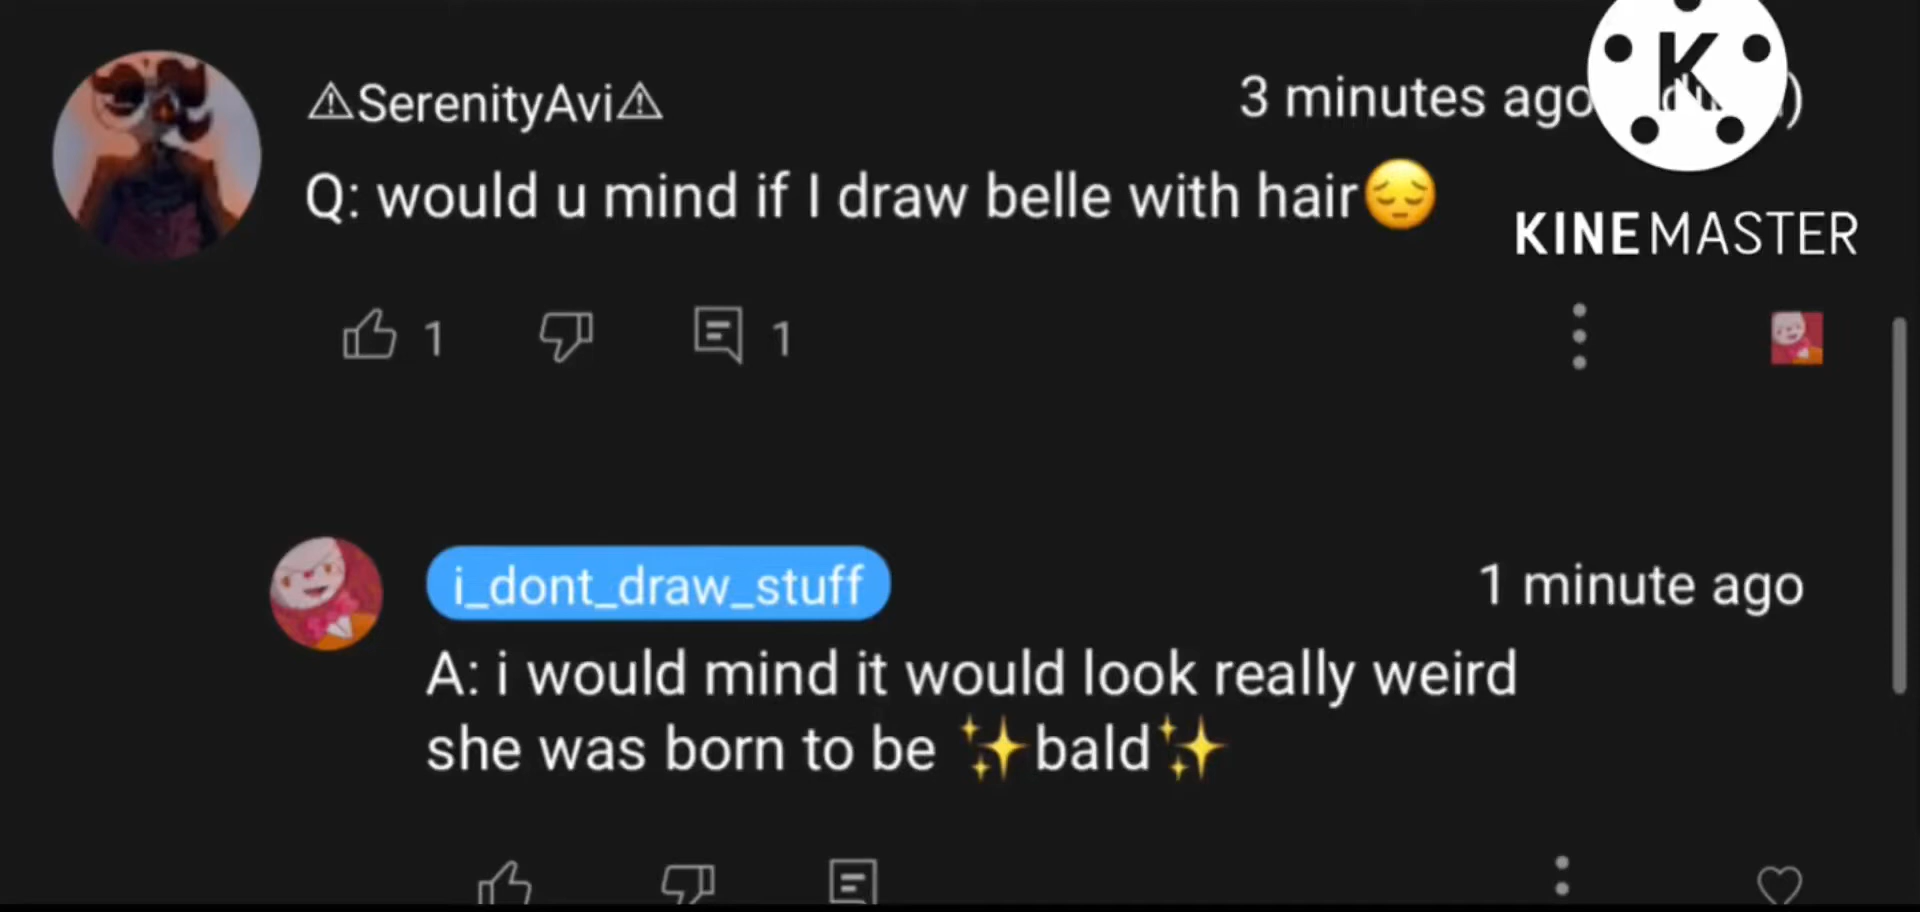 ⚠SerenityAvi⚠
3 minutes ago
K
KINEMASTER
Q: would u mind if I draw belle with hair😔
1
1
i_dont_draw_stuff
1 minute ago
A: i would mind it would look really weird
she was born to be ✨bald✨